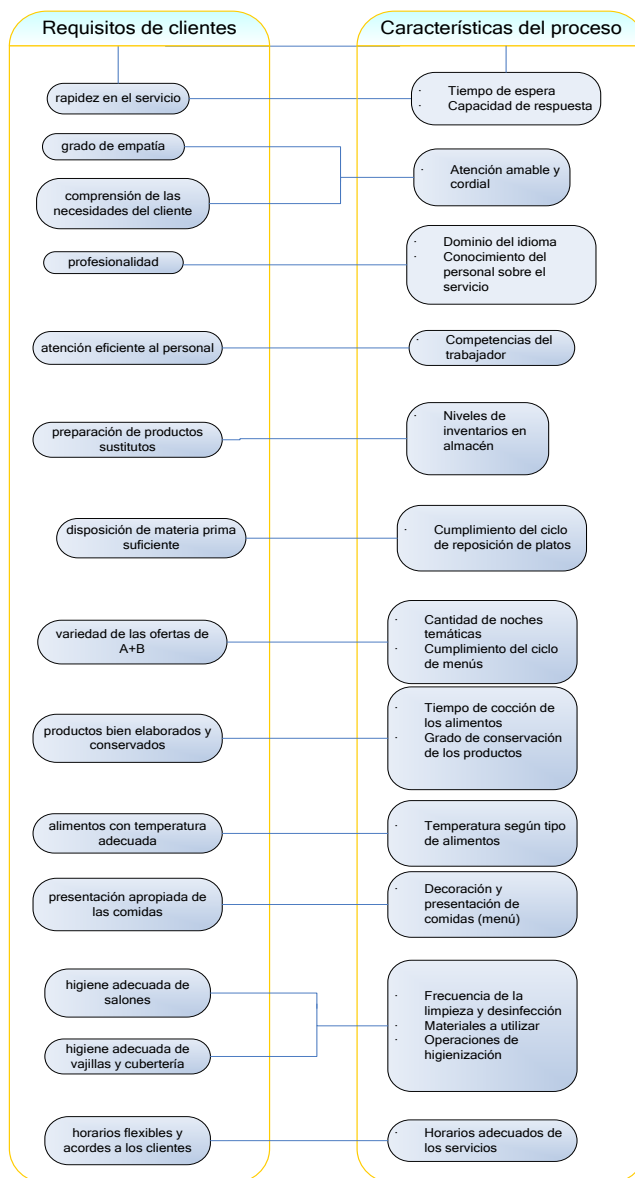 Requisitos de clientes
Características del proceso
rapidez en el servicio
· Tiempo de espera
· Capacidad de respuesta
grado de empatía
comprensión de las
necesidades del cliente
· Atención amable y
cordial
profesionalidad
· Dominio del idioma
· Conocimiento del
personal sobre el
servicio
atención eficiente al personal
· Competencias del
trabajador
preparación de productos
sustitutos
· Niveles de
inventarios en
almacén
disposición de materia prima
suficiente
· Cumplimiento del ciclo
de reposición de platos
variedad de las ofertas de
A+B
· Cantidad de noches
temáticas
· Cumplimiento del ciclo
de menús
productos bien elaborados y
conservados
· Tiempo de cocción de
los alimentos
· Grado de conservación
de los productos
alimentos con temperatura
adecuada
· Temperatura según tipo
de alimentos
presentación apropiada de
las comidas
· Decoración y
presentación de
comidas (menú)
higiene adecuada de
salones
higiene adecuada de
vajillas y cubertería
· Frecuencia de la
limpieza y desinfección
· Materiales a utilizar
· Operaciones de
higienización
horarios flexibles y
acordes a los clientes
· Horarios adecuados de
los servicios